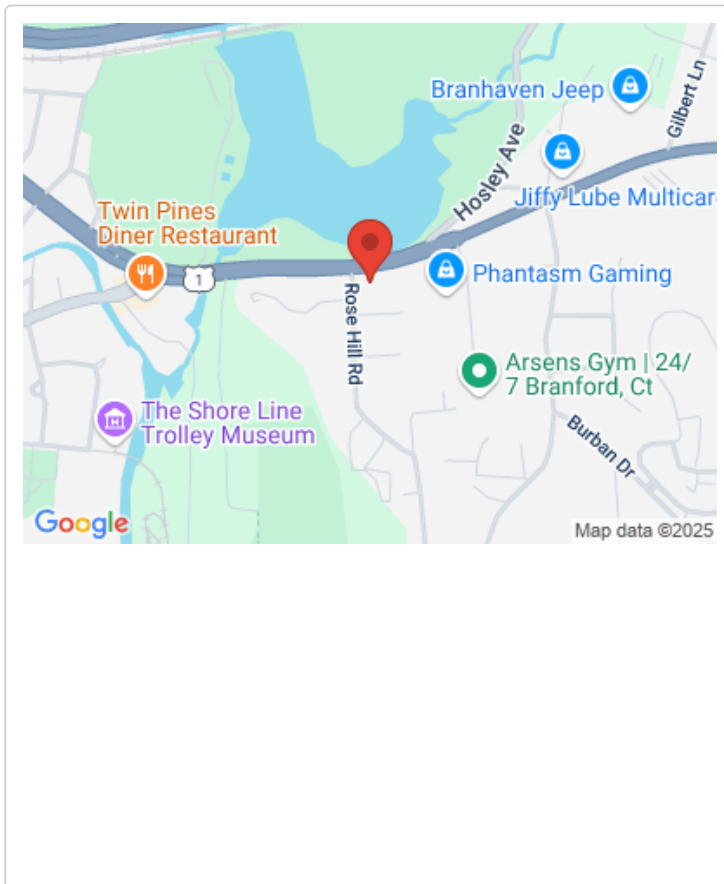 Branhaven Jeep
Gilbert Ln
Hosley Ave
Jiffy Lube Multicar
Twin Pines
Diner Restaurant
1
Phantasm Gaming
Rose Hill Rd
Arsens Gym | 24/
7 Branford, Ct
The Shore Line
Trolley Museum
Burban Dr
Google
Map data ©2025